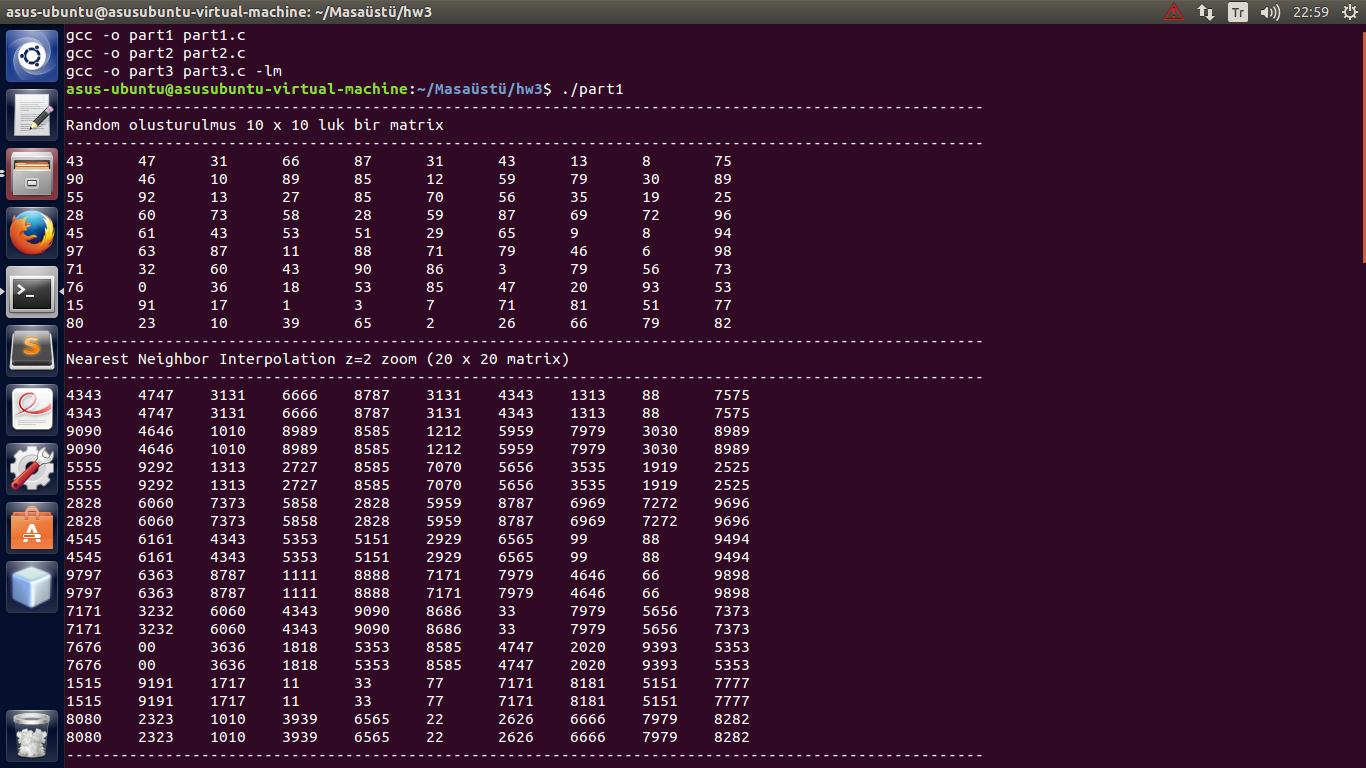 asus-ubuntu@asusubuntu-virtual-machine: ~/Masaüstü/hw3 Tr 22:59
gcc -o part1 part1.c
gcc -o part2 part2.c
gcc -o part3 part3.c -lm
asus-ubuntu@asusubuntu-virtual-machine:~/Masaüstü/hw3$ ./part1
------------------------------------------------------------------------------------------------------
Random olusturulmus 10 x 10 luk bir matrix
------------------------------------------------------------------------------------------------------
43 47 31 66 87 31 43 13 8 75
90 46 10 89 85 12 59 79 30 89
55 92 13 27 85 70 56 35 19 25
28 60 73 58 28 59 87 69 72 96
45 61 43 53 51 29 65 9 8 94
97 63 87 11 88 71 79 46 6 98
71 32 60 43 90 86 3 79 56 73
76 0 36 18 53 85 47 20 93 53
15 91 17 1 3 7 71 81 51 77
80 23 10 39 65 2 26 66 79 82
------------------------------------------------------------------------------------------------------
Nearest Neighbor Interpolation z=2 zoom (20 x 20 matrix)
------------------------------------------------------------------------------------------------------
4343 4747 3131 6666 8787 3131 4343 1313 88 7575
4343 4747 3131 6666 8787 3131 4343 1313 88 7575
9090 4646 1010 8989 8585 1212 5959 7979 3030 8989
9090 4646 1010 8989 8585 1212 5959 7979 3030 8989
5555 9292 1313 2727 8585 7070 5656 3535 1919 2525
5555 9292 1313 2727 8585 7070 5656 3535 1919 2525
2828 6060 7373 5858 2828 5959 8787 6969 7272 9696
2828 6060 7373 5858 2828 5959 8787 6969 7272 9696
4545 6161 4343 5353 5151 2929 6565 99 88 9494
4545 6161 4343 5353 5151 2929 6565 99 88 9494
9797 6363 8787 1111 8888 7171 7979 4646 66 9898
9797 6363 8787 1111 8888 7171 7979 4646 66 9898
7171 3232 6060 4343 9090 8686 33 7979 5656 7373
7171 3232 6060 4343 9090 8686 33 7979 5656 7373
7676 00 3636 1818 5353 8585 4747 2020 9393 5353
7676 00 3636 1818 5353 8585 4747 2020 9393 5353
1515 9191 1717 11 33 77 7171 8181 5151 7777
1515 9191 1717 11 33 77 7171 8181 5151 7777
8080 2323 1010 3939 6565 22 2626 6666 7979 8282
8080 2323 1010 3939 6565 22 2626 6666 7979 8282
------------------------------------------------------------------------------------------------------